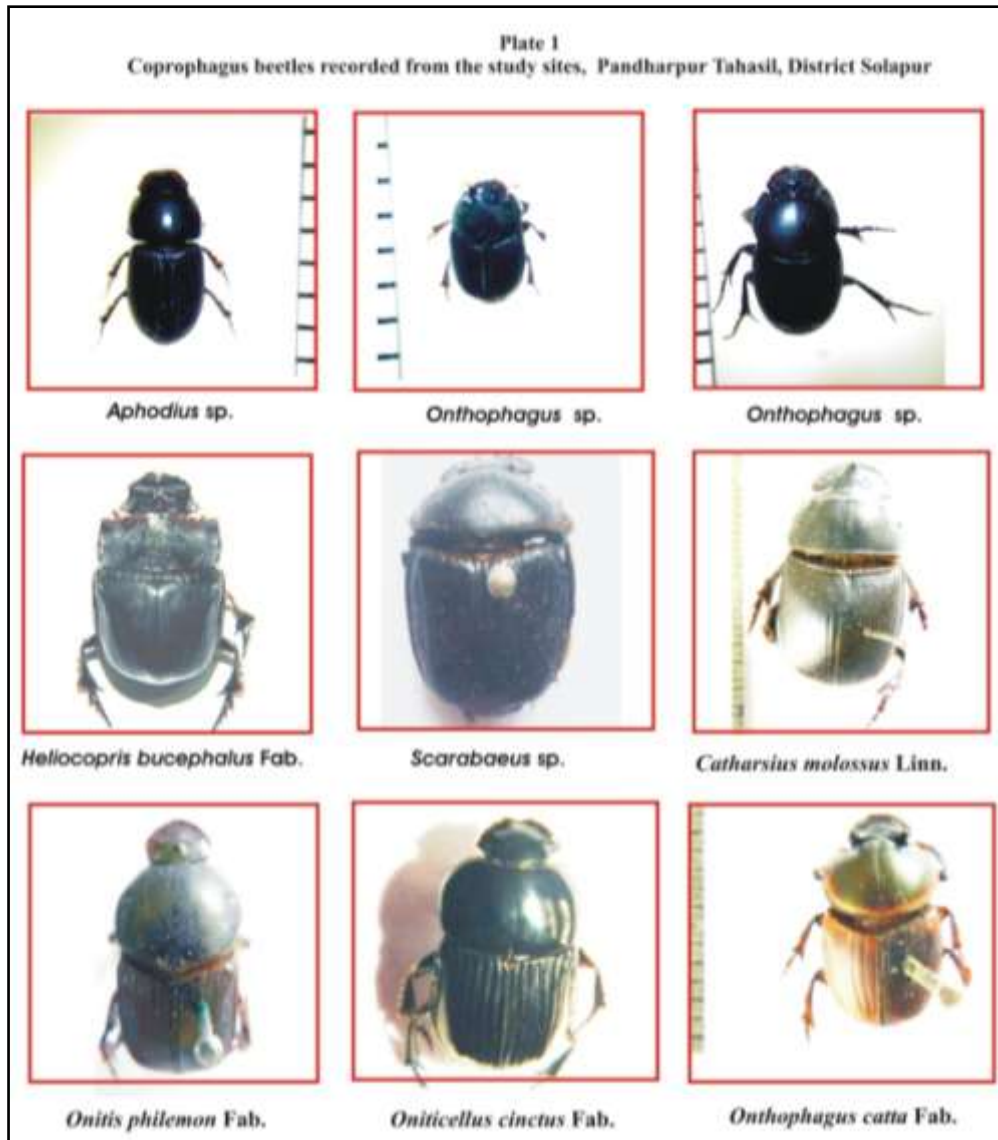 Plate 1
Coprophagus beetles recorded from the study sites, Pandharpur Tahasil, District Solapur
Aphodius sp.
Onthophagus sp.
Onthophagus sp.
Heliocopris bucephalus Fab.
Scarabaeus sp.
Catharsius molossus Linn.
Onitis philemon Fab.
Oniticellus cinctus Fab.
Onthophagus catta Fab.